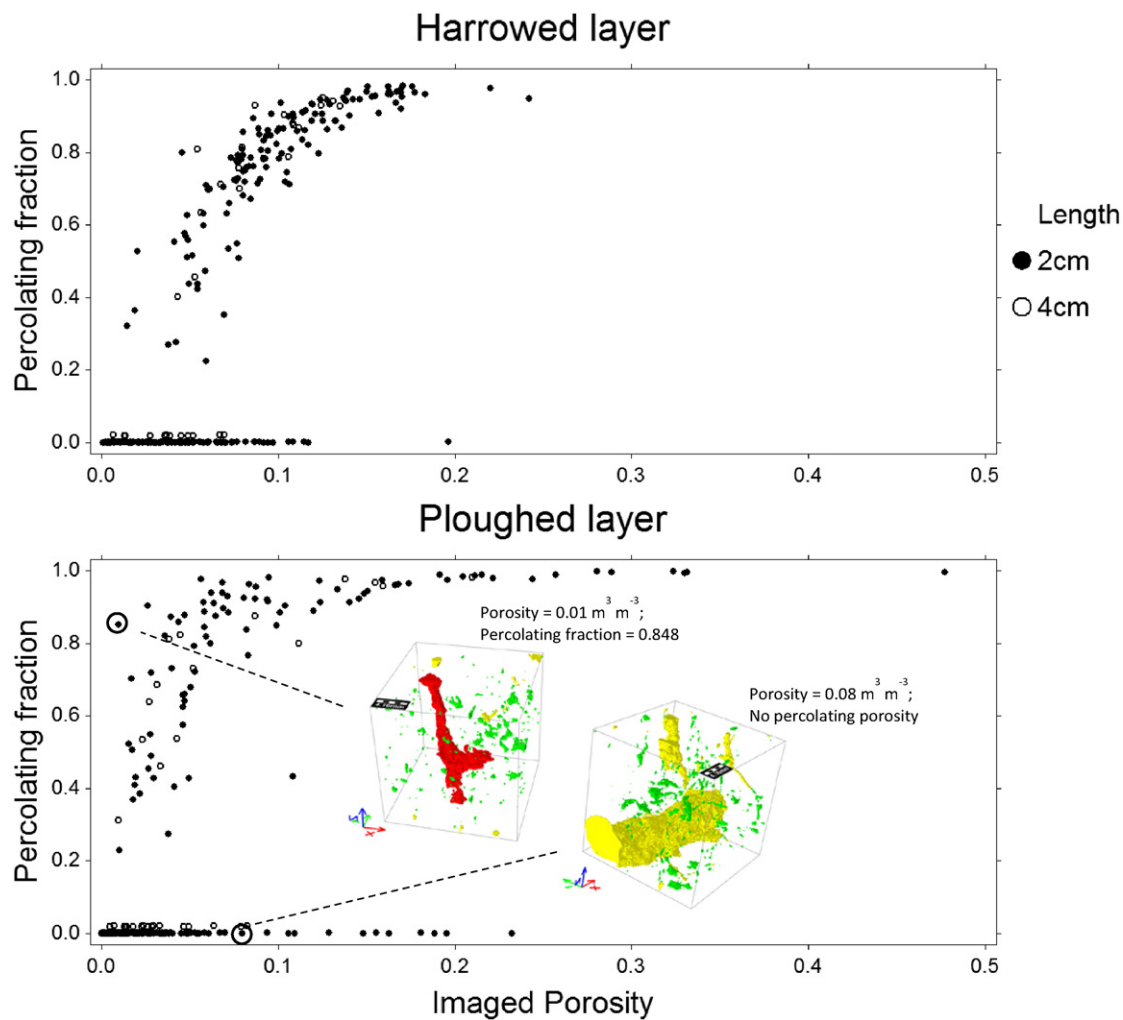 Harrowed layer
1.0
0.8
0.6
0.4
0.2
0.0
Percolating fraction
0.0 0.1 0.2 0.3 0.4 0.5
Length
2cm
4cm
Ploughed layer
1.0
0.8
0.6
0.4
0.2
0.0
Percolating fraction
Porosity = 0.01 m³ m⁻³;
Percolating fraction = 0.848
Porosity = 0.08 m³ m⁻³;
No percolating porosity
0.0 0.1 0.2 0.3 0.4 0.5
Imaged Porosity